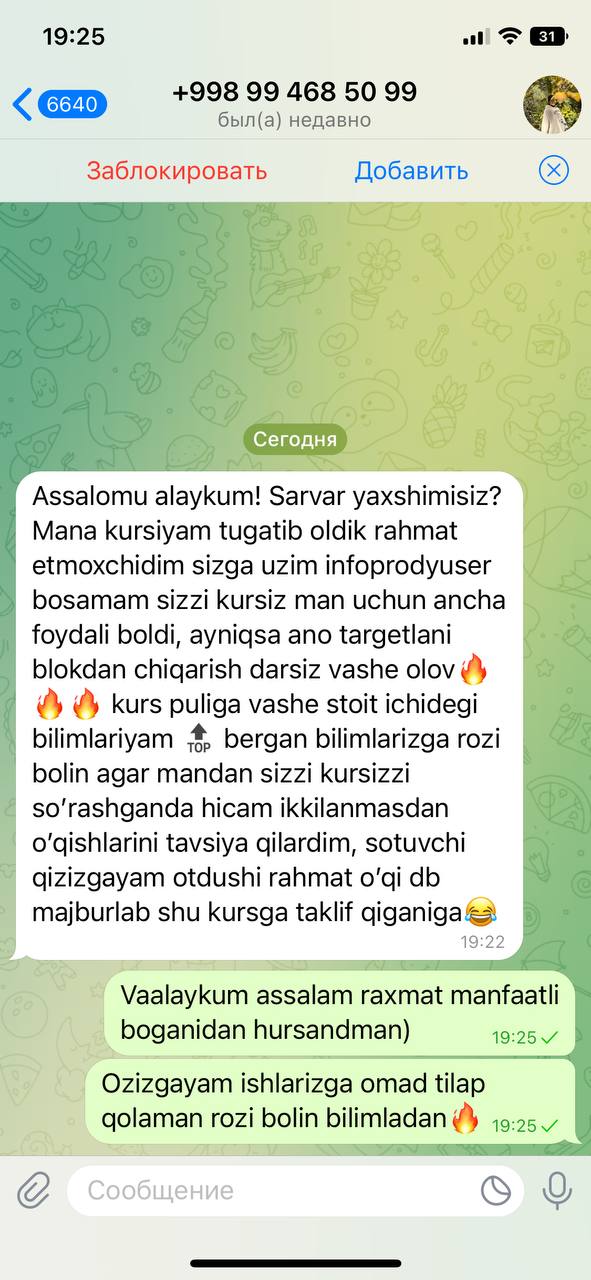 19:25
31
6640
+998 99 468 50 99
был(а) недавно
Заблокировать
Добавить
Сегодня
Assalomu alaykum! Sarvar yaxshimisiz?
Mana kursiyam tugatib oldik rahmat
etmoxchidim sizga uzim infoprodyuser
bosamam sizzi kursiz man uchun ancha
foydali boldi, ayniqsa ano targetlani
blokdan chiqarish darsiz vashe olov🔥
🔥🔥 kurs puliga vashe stoit ichidegi
bilimlariyam 🔝 bergan bilimlarizga rozi
bolin agar mandan sizzi kursizzi
so’rashganda hicam ikkilanmasdan
o’qishlarini tavsiya qilardim, sotuvchi
qizizgayam otdushi rahmat o’qi db
majburlab shu kursga taklif qiganiga😂
19:22
Vaalaykum assalam raxmat manfaatli
boganidan hursandman)
19:25
Ozizgayam ishlarizga omad tilap
qolaman rozi bolin bilimladan🔥
19:25
Сообщение